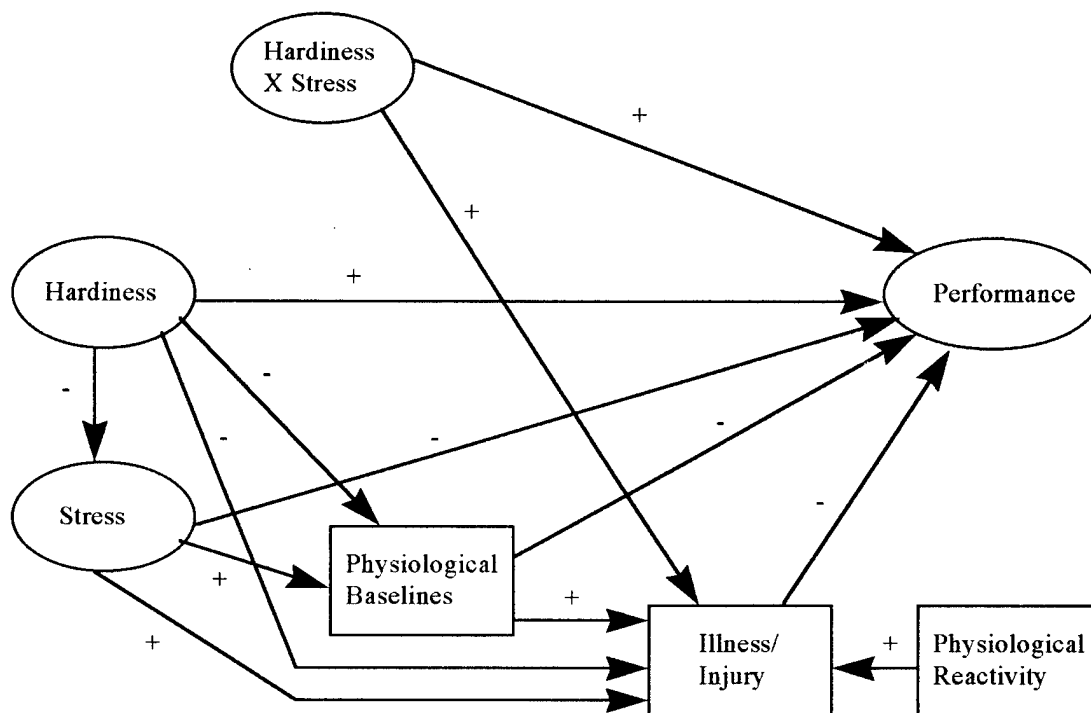 Hardiness
X Stress
+
+
Hardiness
+
Performance
-
-
-
-
-
Stress
-
Physiological
Baselines
+
+
+
Illness/
Injury
+
Physiological
Reactivity